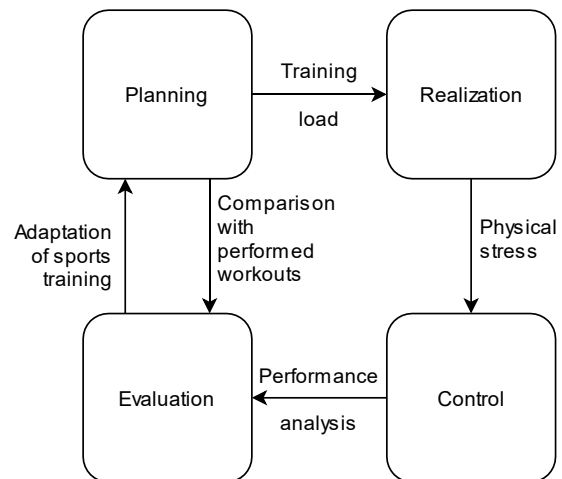 Planning
Training
load
Realization
Adaptation
of sports
training
Comparison
with
performed
workouts
Physical
stress
Evaluation
Performance
analysis
Control